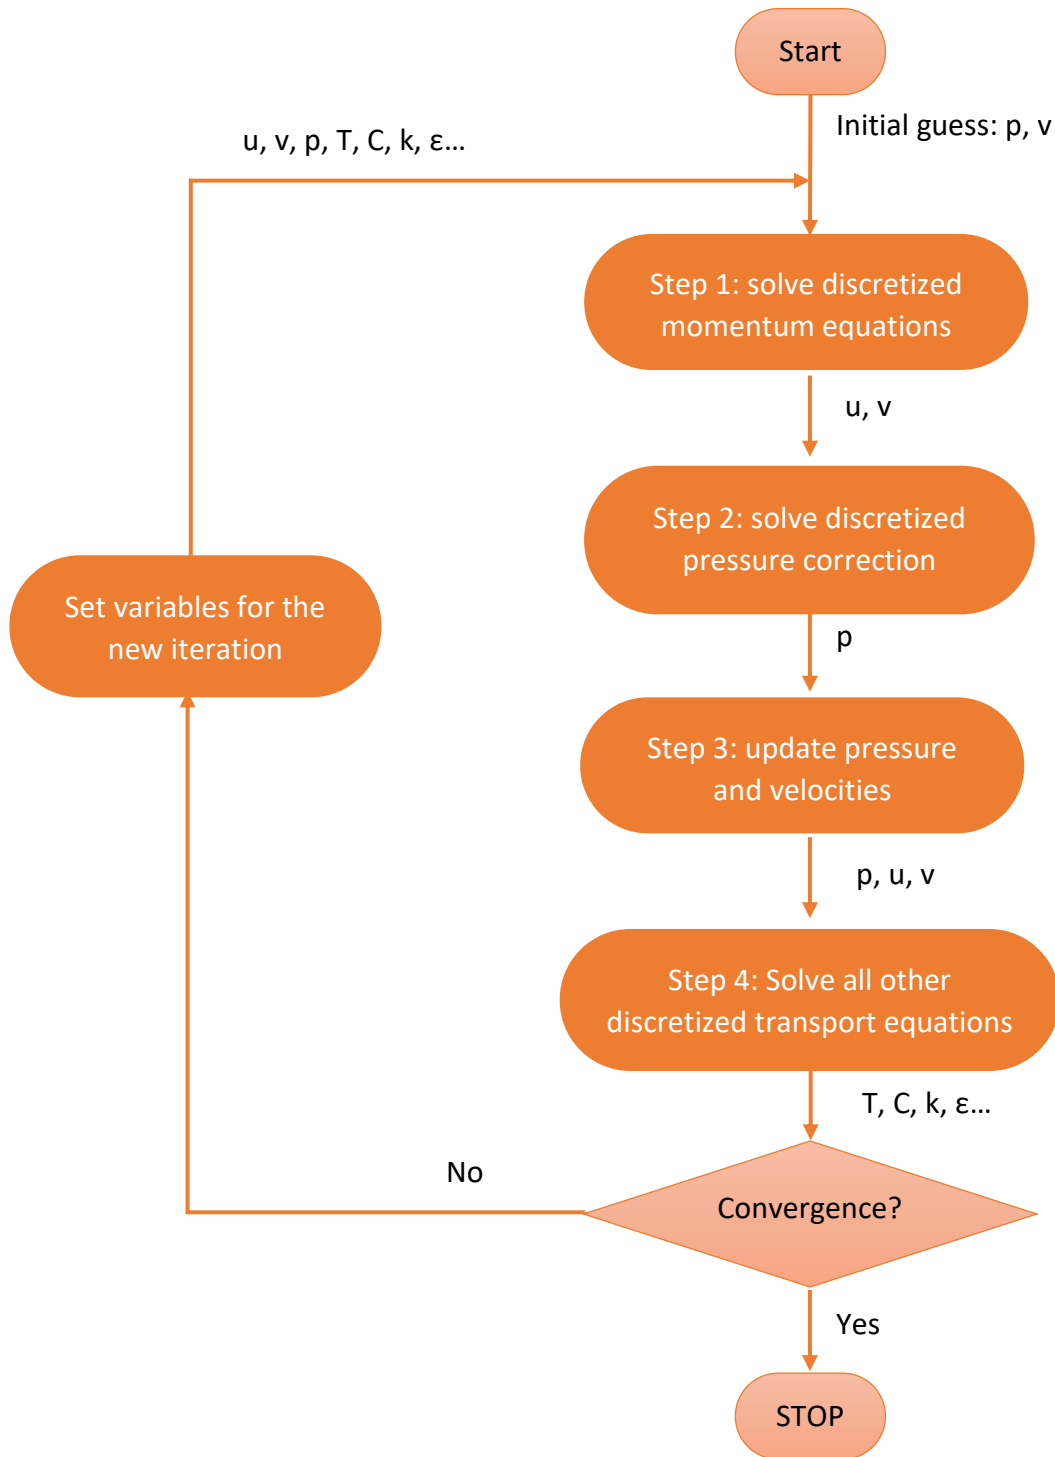 Start
Initial guess: p, v
u, v, p, T, C, k, ε...
Step 1: solve discretized
momentum equations
u, v
Step 2: solve discretized
pressure correction
p
Set variables for the
new iteration
Step 3: update pressure
and velocities
p, u, v
Step 4: Solve all other
discretized transport equations
T, C, k, ε...
No
Convergence?
Yes
STOP